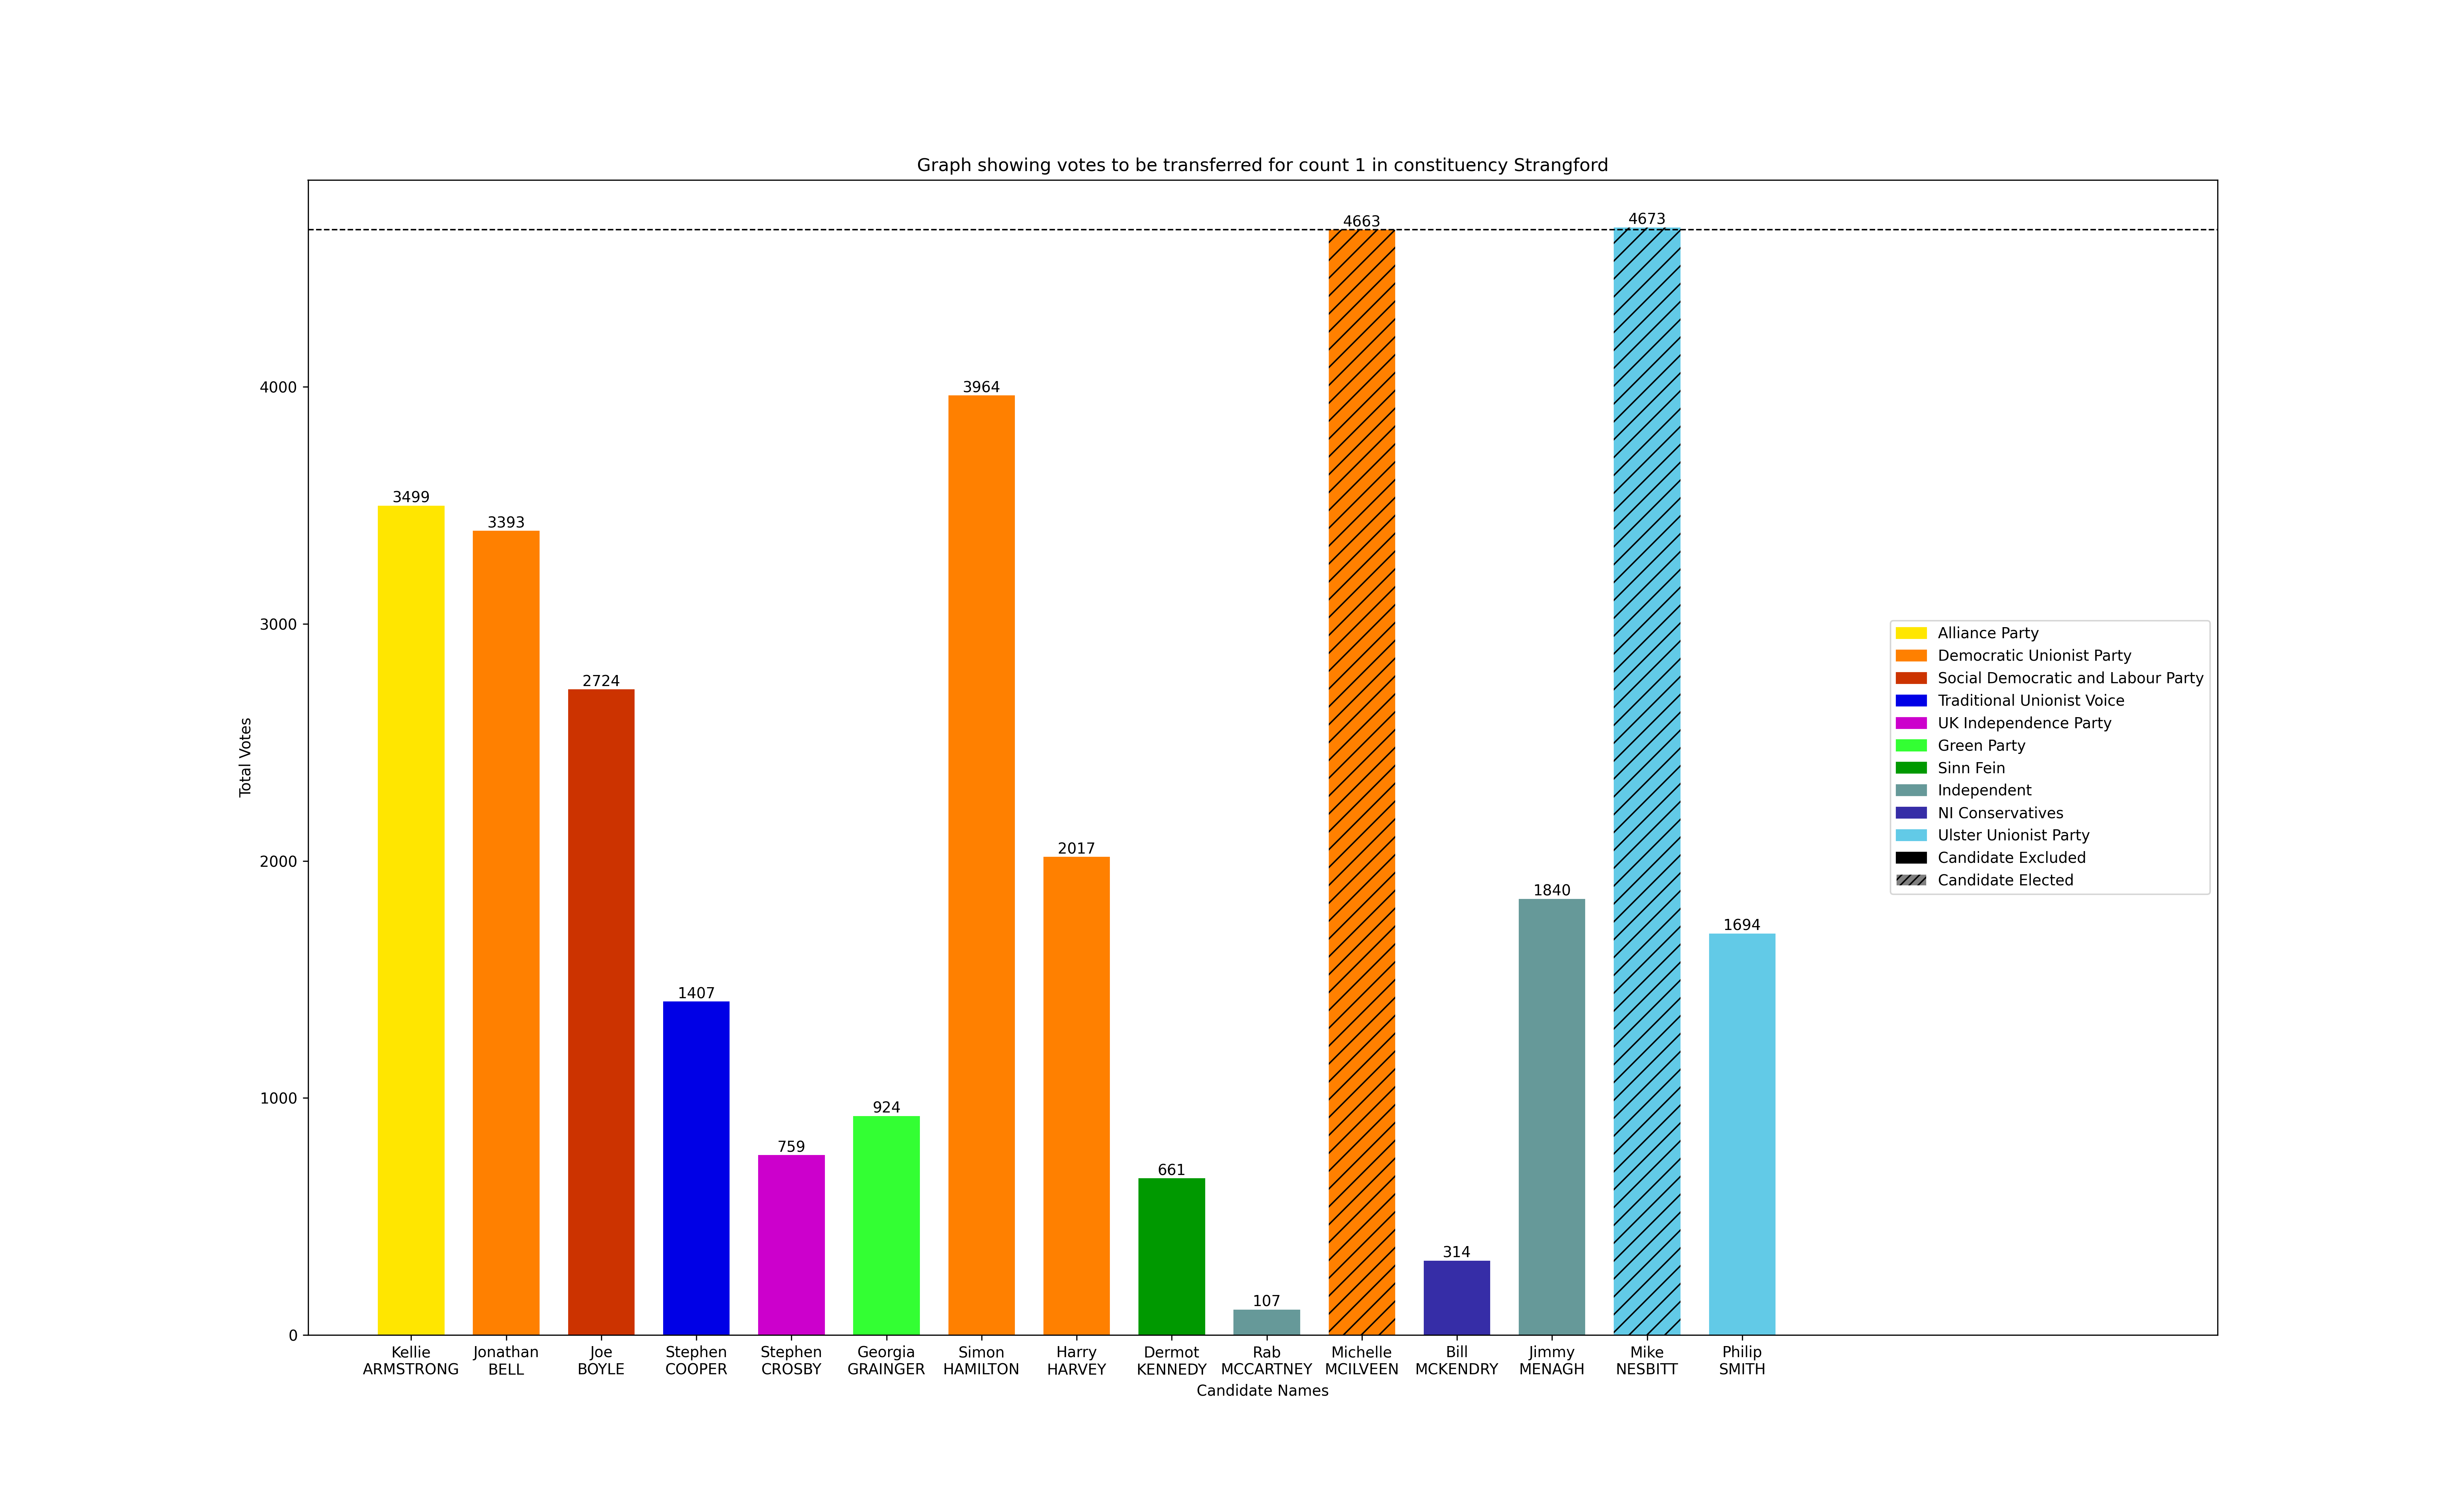 Graph showing votes to be transferred for count 1 in constituency Strangford
4663
4673
4000
3964
3499
3393
3000
Alliance Party
Democratic Unionist Party
2724
Social Democratic and Labour Party
Traditional Unionist Voice
UK Independence Party
Green Party
Sinn Fein
Independent
NI Conservatives
Ulster Unionist Party
Candidate Excluded
Candidate Elected
Total Votes
2000
2017
1840
1694
1407
1000
924
759
661
314
107
0
Kellie ARMSTRONG
Jonathan BELL
Joe BOYLE
Stephen COOPER
Stephen CROSBY
Georgia GRAINGER
Simon HAMILTON
Harry HARVEY
Dermot KENNEDY
Rab MCCARTNEY
Michelle MCILVEEN
Bill MCKENDRY
Jimmy MENAGH
Mike NESBITT
Philip SMITH
Candidate Names